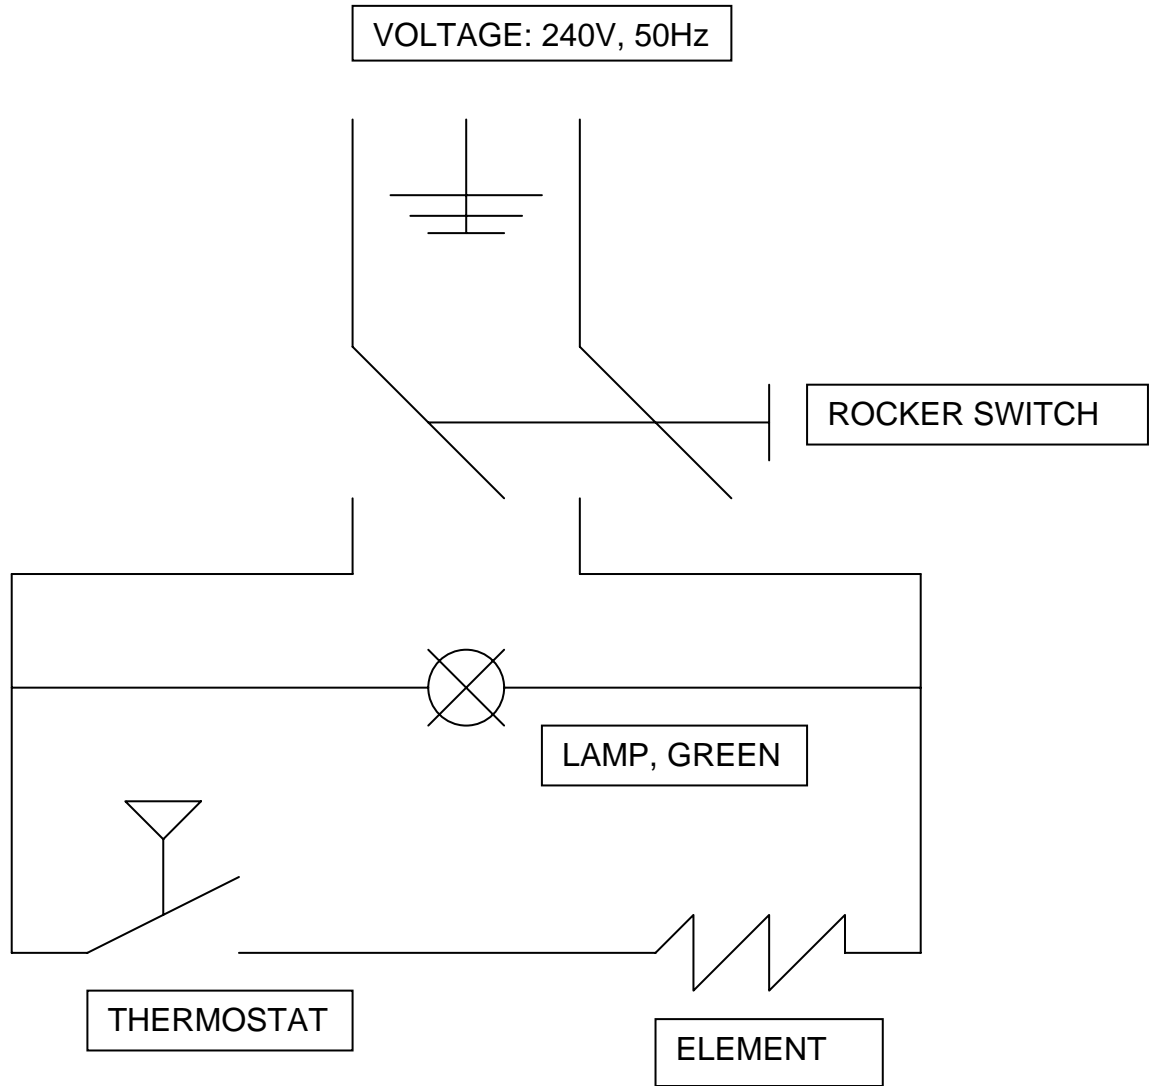 VOLTAGE: 240V, 50Hz
ROCKER SWITCH
LAMP, GREEN
THERMOSTAT
ELEMENT